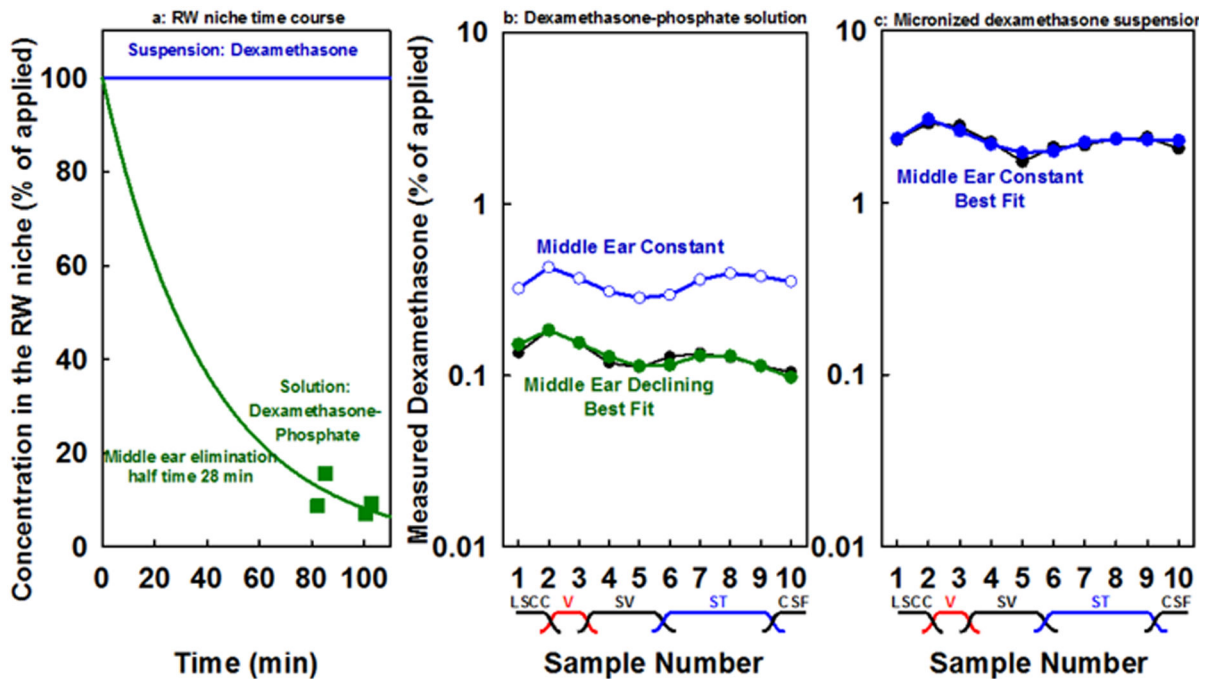 a: RW niche time course
Concentration in the RW niche (% of applied)
100
80
60
40
20
0
Suspension: Dexamethasone
Solution:
Dexamethasone-
Phosphate
Middle ear elimination
half time 28 min
0 20 40 60 80 100
Time (min)
b: Dexamethasone-phosphate solution
Measured Dexamethasone (% of applied)
10
1
0.1
0.01
Middle Ear Constant
Middle Ear Declining
Best Fit
1 2 3 4 5 6 7 8 9 10
LSCC V SV ST CSF
Sample Number
c: Micronized dexamethasone suspension
10
1
0.1
0.01
Middle Ear Constant
Best Fit
1 2 3 4 5 6 7 8 9 10
LSCC V SV ST CSF
Sample Number